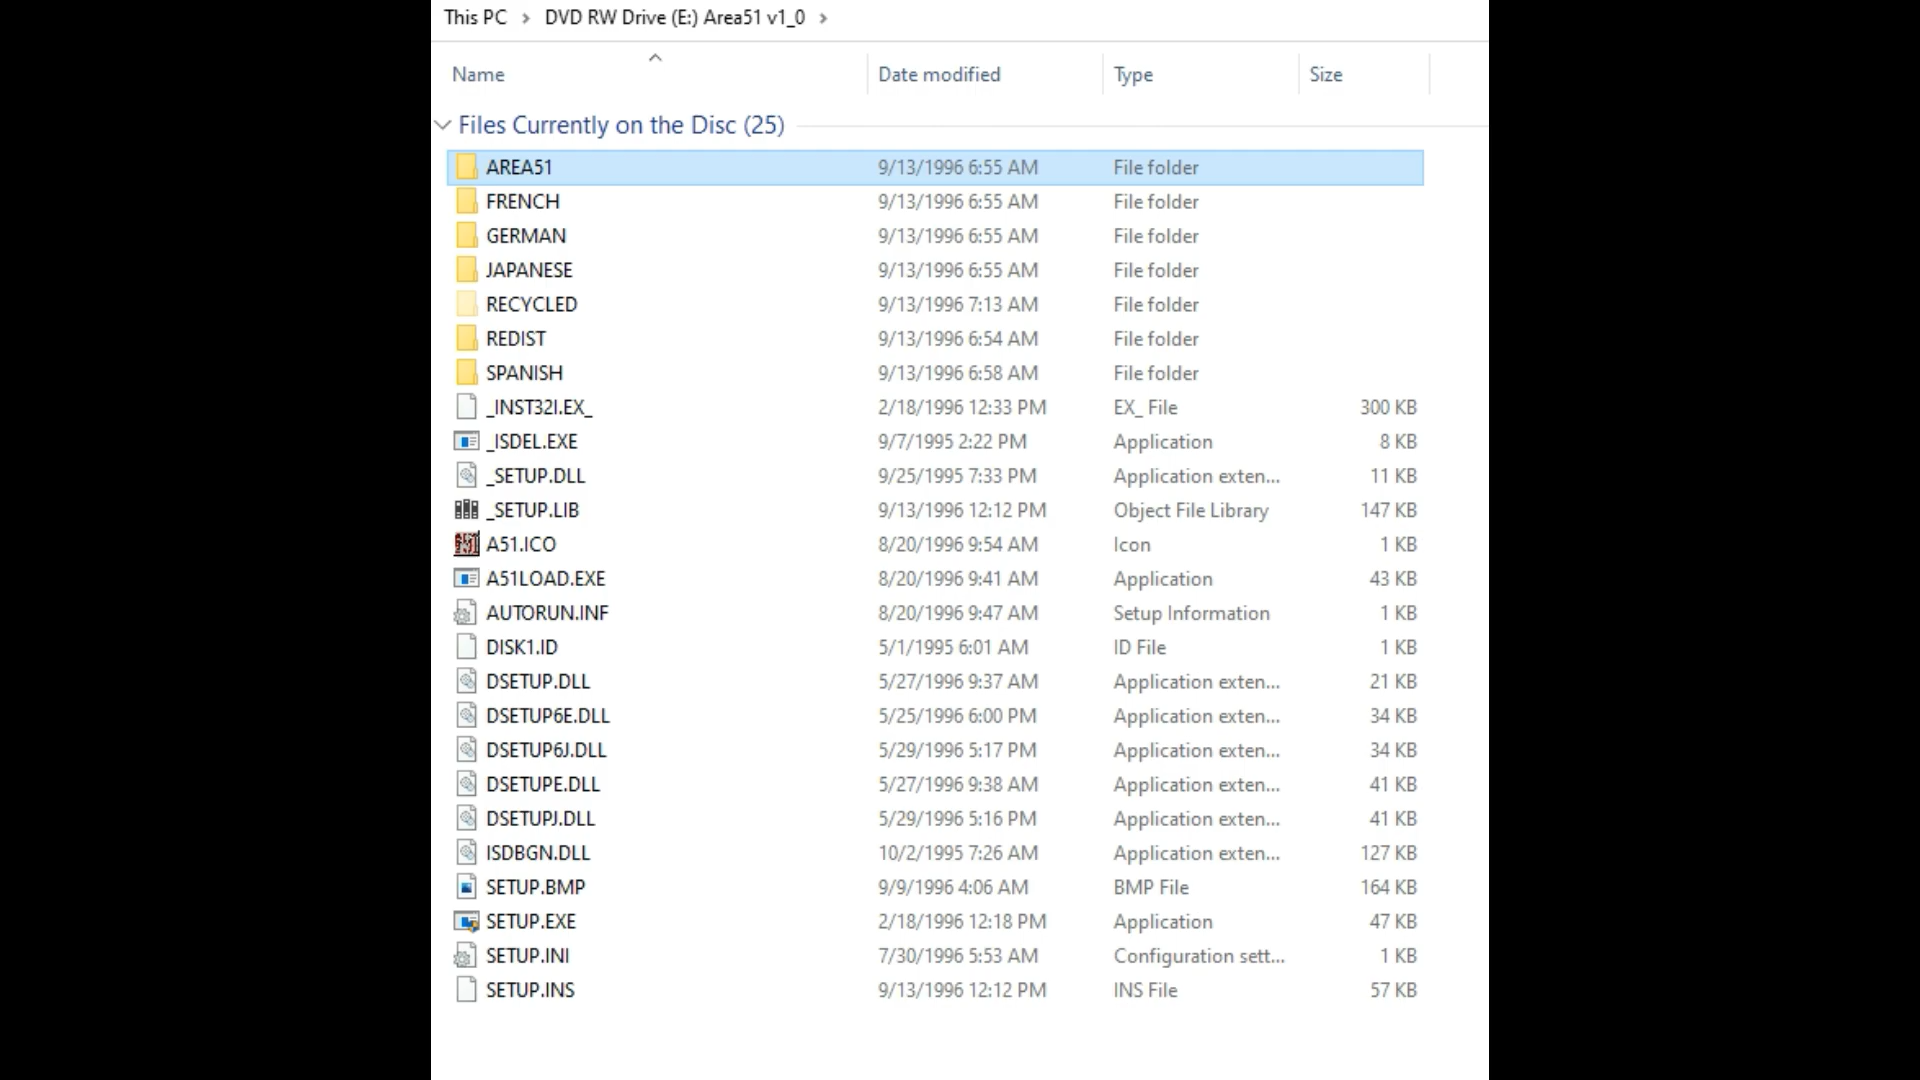 This PC > DVD RW Drive (E:) Area51 v1_0 >
Name Date modified Type Size
Files Currently on the Disc (25)
AREA51 9/13/1996 6:55 AM File folder
FRENCH 9/13/1996 6:55 AM File folder
GERMAN 9/13/1996 6:55 AM File folder
JAPANESE 9/13/1996 6:55 AM File folder
RECYCLED 9/13/1996 7:13 AM File folder
REDIST 9/13/1996 6:54 AM File folder
SPANISH 9/13/1996 6:58 AM File folder
_INST32I.EX_ 2/18/1996 12:33 PM EX_ File 300 KB
_ISDEL.EXE 9/7/1995 2:22 PM Application 8 KB
_SETUP.DLL 9/25/1995 7:33 PM Application exten... 11 KB
_SETUP.LIB 9/13/1996 12:12 PM Object File Library 147 KB
A51.ICO 8/20/1996 9:54 AM Icon 1 KB
A51LOAD.EXE 8/20/1996 9:41 AM Application 43 KB
AUTORUN.INF 8/20/1996 9:47 AM Setup Information 1 KB
DISK1.ID 5/1/1995 6:01 AM ID File 1 KB
DSETUP.DLL 5/27/1996 9:37 AM Application exten... 21 KB
DSETUP6E.DLL 5/25/1996 6:00 PM Application exten... 34 KB
DSETUP6J.DLL 5/29/1996 5:17 PM Application exten... 34 KB
DSETUPE.DLL 5/27/1996 9:38 AM Application exten... 41 KB
DSETUPJ.DLL 5/29/1996 5:16 PM Application exten... 41 KB
ISDBGN.DLL 10/2/1995 7:26 AM Application exten... 127 KB
SETUP.BMP 9/9/1996 4:06 AM BMP File 164 KB
SETUP.EXE 2/18/1996 12:18 PM Application 47 KB
SETUP.INI 7/30/1996 5:53 AM Configuration sett... 1 KB
SETUP.INS 9/13/1996 12:12 PM INS File 57 KB